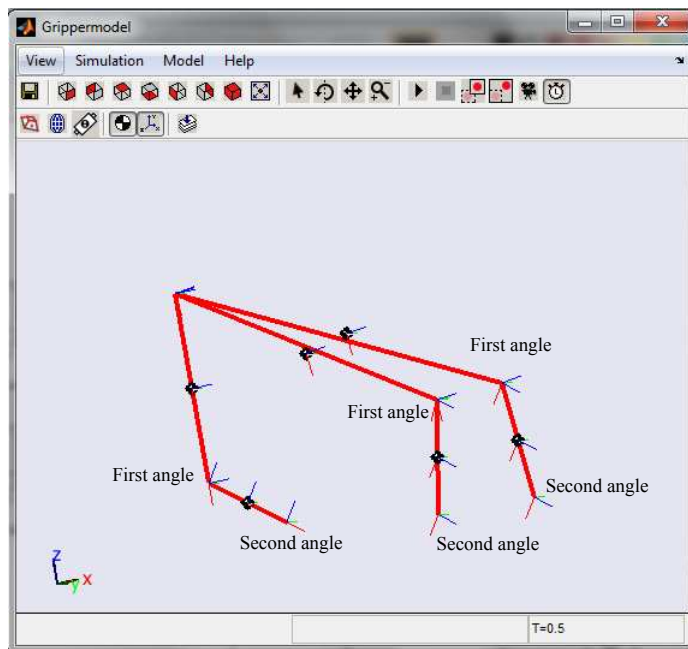 Grippermodel
View Simulation Model Help
First angle
First angle
First angle
Second angle
Second angle
Second angle
Z
y X
T=0.5